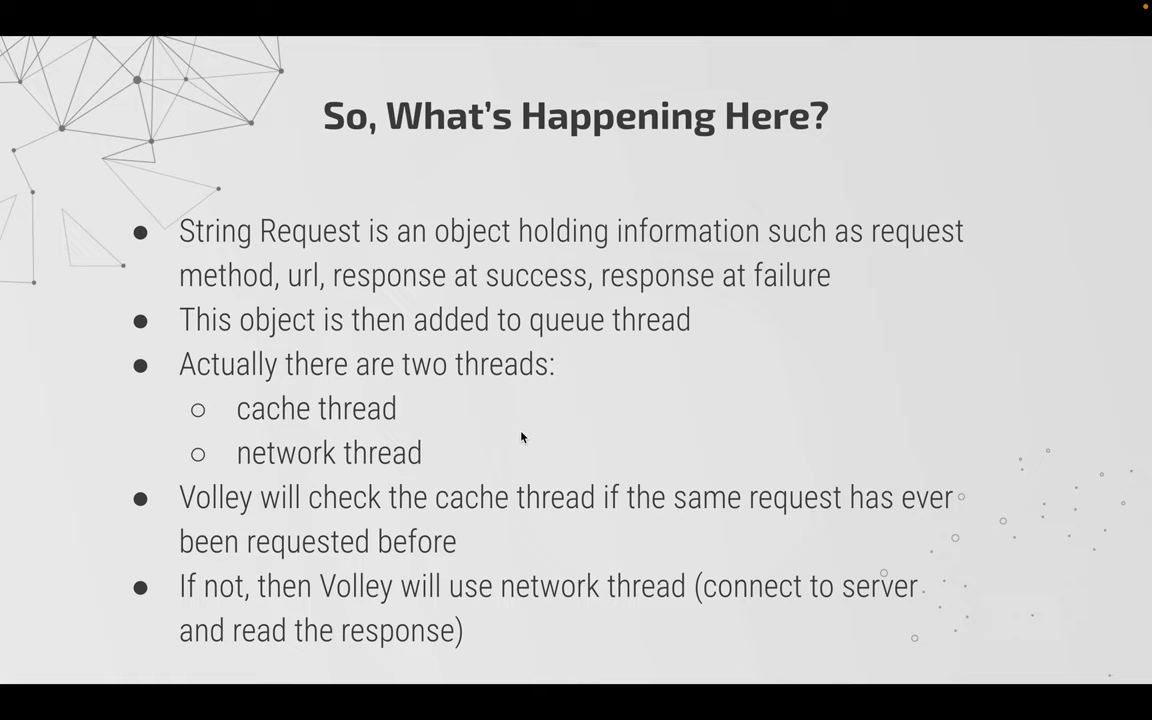 So, What's Happening Here?
● String Request is an object holding information such as request
method, url, response at success, response at failure
● This object is then added to queue thread
● Actually there are two threads:
○ cache thread
○ network thread
● Volley will check the cache thread if the same request has ever
been requested before
● If not, then Volley will use network thread (connect to server
and read the response)